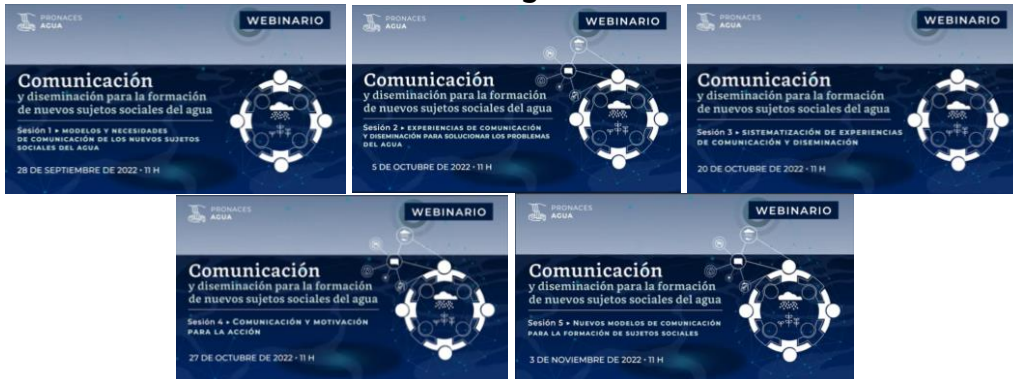 PRONACES
AGUA
WEBINARIO
Comunicación
y diseminación para la formación
de nuevos sujetos sociales del agua
Sesión 1 ▸ MODELOS Y NECESIDADES
DE COMUNICACIÓN DE LOS NUEVOS SUJETOS
SOCIALES DEL AGUA
28 DE SEPTIEMBRE DE 2022 • 11 H
PRONACES
AGUA
WEBINARIO
Comunicación
y diseminación para la formación
de nuevos sujetos sociales del agua
Sesión 2 ▸ EXPERIENCIAS DE COMUNICACIÓN
Y DISEMINACIÓN PARA SOLUCIONAR LOS PROBLEMAS
DEL AGUA
5 DE OCTUBRE DE 2022 • 11 H
PRONACES
AGUA
WEBINARIO
Comunicación
y diseminación para la formación
de nuevos sujetos sociales del agua
Sesión 3 ▸ SISTEMATIZACIÓN DE EXPERIENCIAS
DE COMUNICACIÓN Y DISEMINACIÓN
20 DE OCTUBRE DE 2022 • 11 H
PRONACES
AGUA
WEBINARIO
Comunicación
y diseminación para la formación
de nuevos sujetos sociales del agua
Sesión 4 ▸ COMUNICACIÓN Y MOTIVACIÓN
PARA LA ACCIÓN
27 DE OCTUBRE DE 2022 • 11 H
PRONACES
AGUA
WEBINARIO
Comunicación
y diseminación para la formación
de nuevos sujetos sociales del agua
Sesión 5 ▸ NUEVOS MODELOS DE COMUNICACIÓN
PARA LA FORMACIÓN DE SUJETOS SOCIALES
3 DE NOVIEMBRE DE 2022 • 11 H